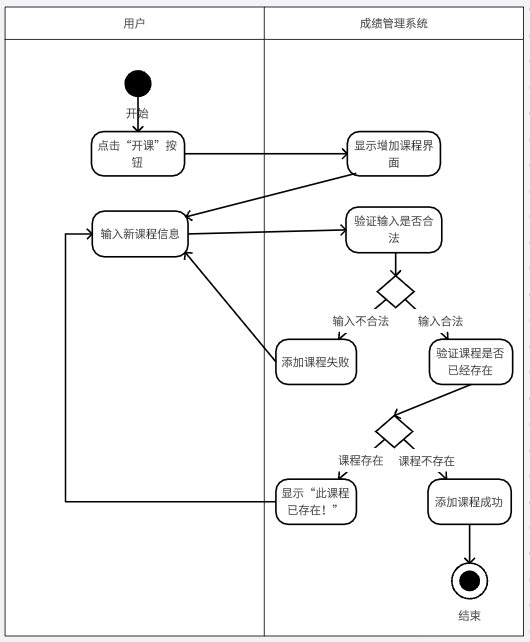 用户
成绩管理系统
开始
点击“开课”按
钮
显示增加课程界
面
输入新课程信息
验证输入是否合
法
输入不合法
输入合法
添加课程失败
验证课程是否
已经存在
课程存在
课程不存在
显示“此课程
已存在！”
添加课程成功
结束